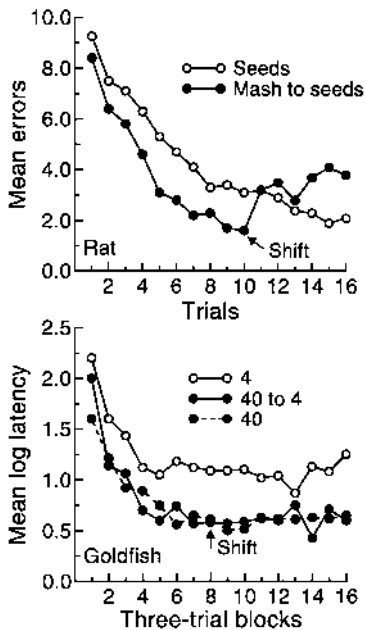 Mean errors
10.0
8.0
6.0
4.0
2.0
0.0
Seeds
Mash to seeds
Shift
Rat
2 4 6 8 10 12 14 16
Trials
Mean log latency
2.5
2.0
1.5
1.0
0.5
0.0
4
40 to 4
40
Shift
Goldfish
2 4 6 8 10 12 14 16
Three-trial blocks